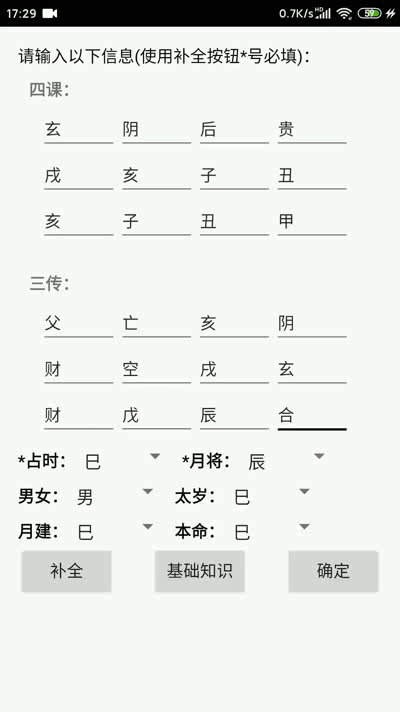 17:29 0.7K/s HD 59
请输入以下信息(使用补全按钮*号必填):
四课:
玄 阴 后 贵
戌 亥 子 丑
亥 子 丑 甲
三传:
父 亡 亥 阴
财 空 戌 玄
财 戊 辰 合
*占时: 巳 *月将: 辰
男女: 男 太岁: 巳
月建: 巳 本命: 巳
补全 基础知识 确定